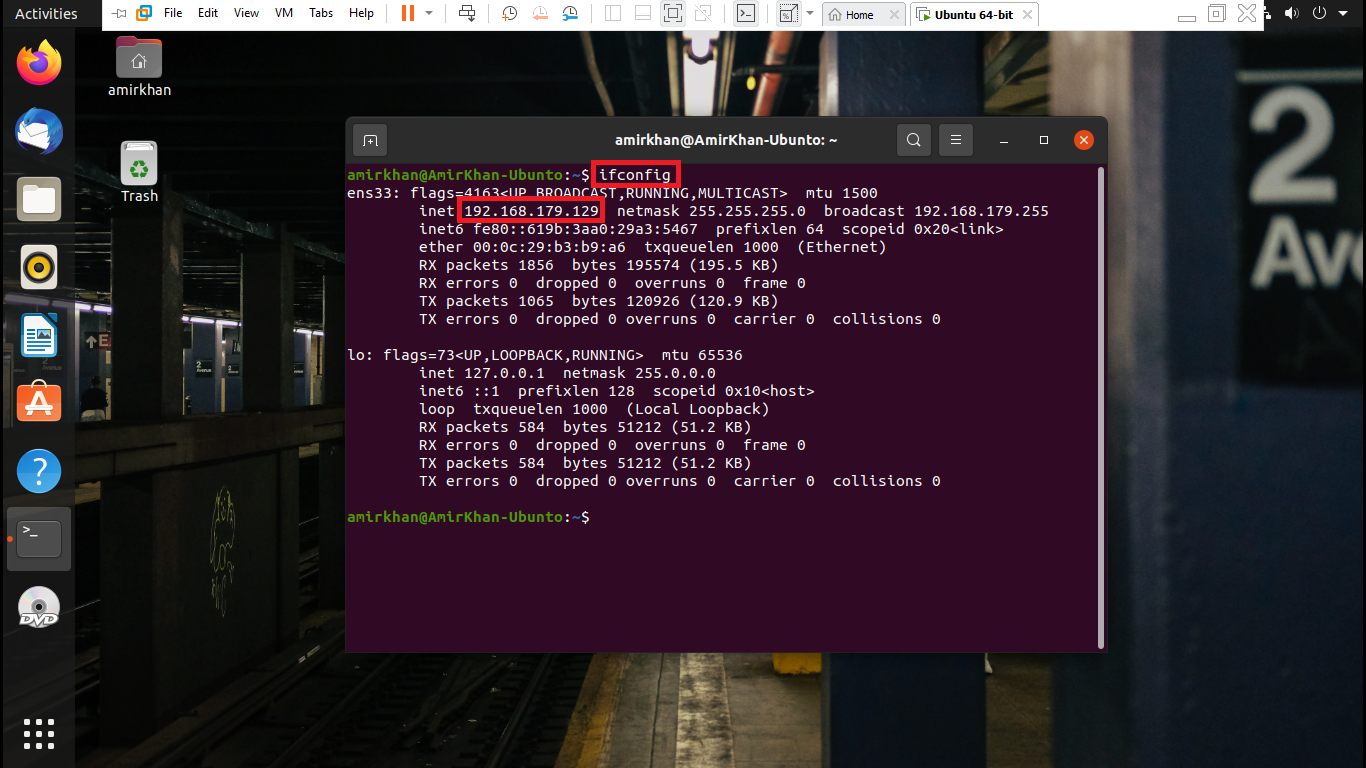 Activities
File Edit View VM Tabs Help
Home
Ubuntu 64-bit
amirkhan
Trash
amirkhan@AmirKhan-Ubunto: ~
amirkhan@AmirKhan-Ubunto:~$ ifconfig
ens33: flags=4163<UP,BROADCAST,RUNNING,MULTICAST>  mtu 1500
inet 192.168.179.129  netmask 255.255.255.0  broadcast 192.168.179.255
inet6 fe80::619b:3aa0:29a3:5467  prefixlen 64  scopeid 0x20<link>
ether 00:0c:29:b3:b9:a6  txqueuelen 1000  (Ethernet)
RX packets 1856  bytes 195574 (195.5 KB)
RX errors 0  dropped 0  overruns 0  frame 0
TX packets 1065  bytes 120926 (120.9 KB)
TX errors 0  dropped 0 overruns 0  carrier 0  collisions 0
lo: flags=73<UP,LOOPBACK,RUNNING>  mtu 65536
inet 127.0.0.1  netmask 255.0.0.0
inet6 ::1  prefixlen 128  scopeid 0x10<host>
loop  txqueuelen 1000  (Local Loopback)
RX packets 584  bytes 51212 (51.2 KB)
RX errors 0  dropped 0  overruns 0  frame 0
TX packets 584  bytes 51212 (51.2 KB)
TX errors 0  dropped 0 overruns 0  carrier 0  collisions 0
amirkhan@AmirKhan-Ubunto:~$
DVD
2
Av